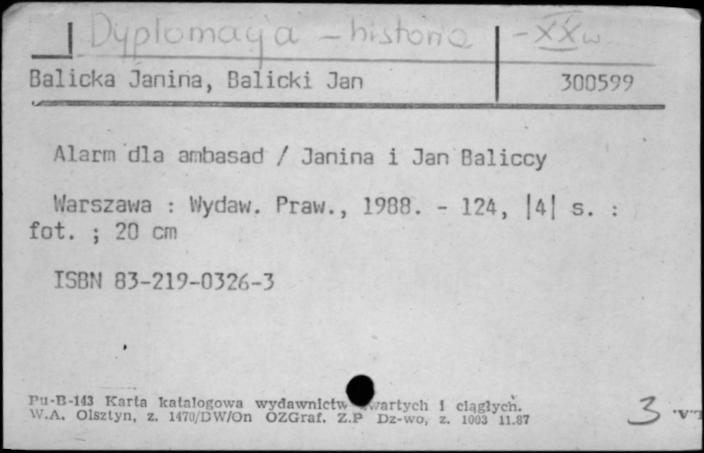 Dyplomacja - historia - XX w
Balicka Janina, Balicki Jan 300599
Alarm dla ambasad / Janina i Jan Baliccy
Warszawa : Wydaw. Praw., 1988. - 124, |4| s. :
fot. ; 20 cm
ISBN 83-219-0326-3
Pu-B-143 Karta katalogowa wydawnictw zwartych i ciągłych.
W.A. Olsztyn, z. 1470/DW/On OZGraf. Z.P Dz-wo, z. 1003 11.87
3